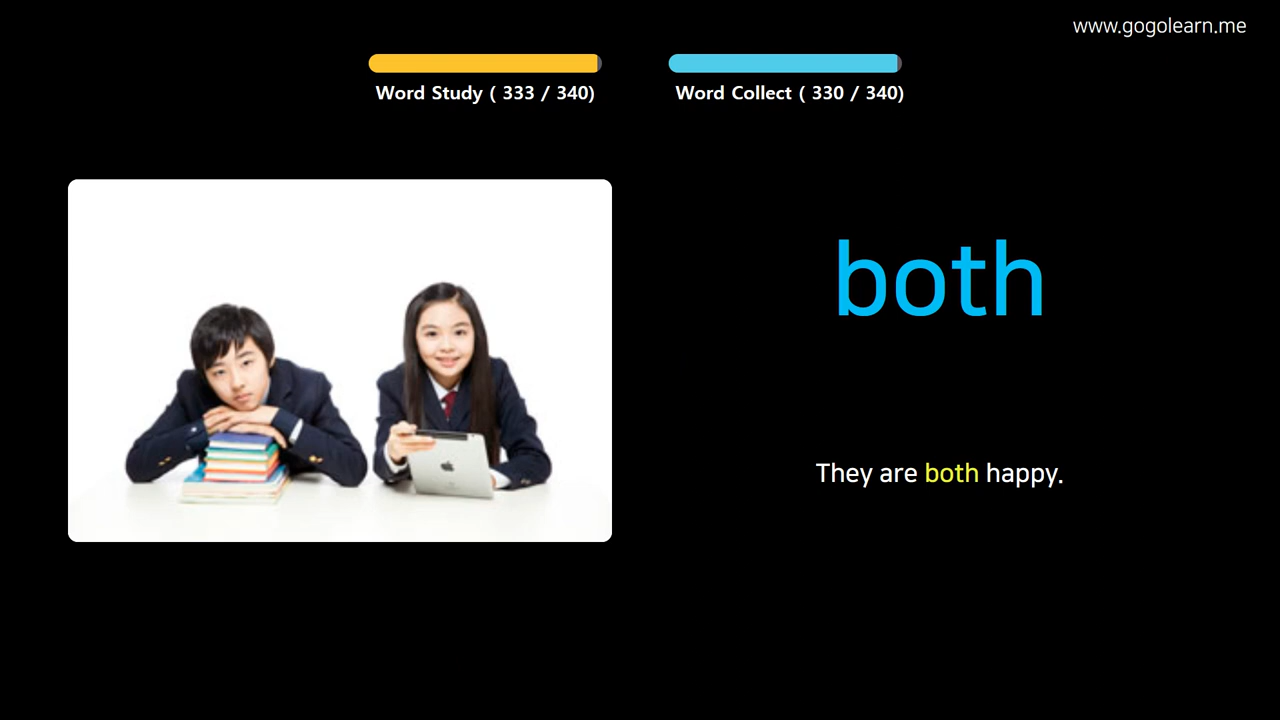 www.gogolearn.me
Word Study ( 333 / 340)
Word Collect ( 330 / 340)
both
They are both happy.